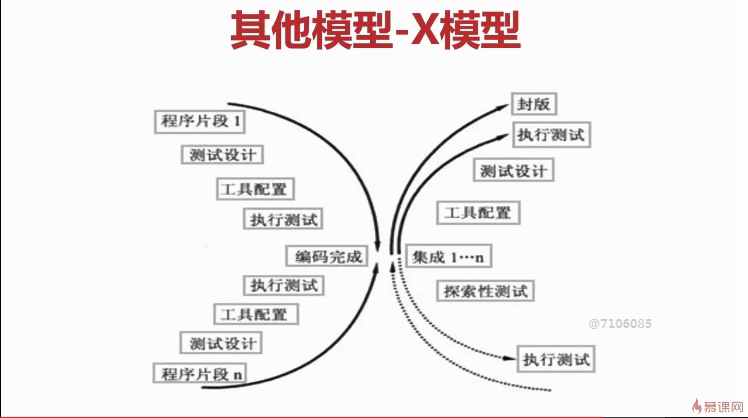 其他模型-X模型
程序片段 1
测试设计
工具配置
执行测试
编码完成
执行测试
工具配置
测试设计
程序片段 n
封版
执行测试
测试设计
工具配置
集成 1…n
探索性测试
执行测试
@7106085
慕课网